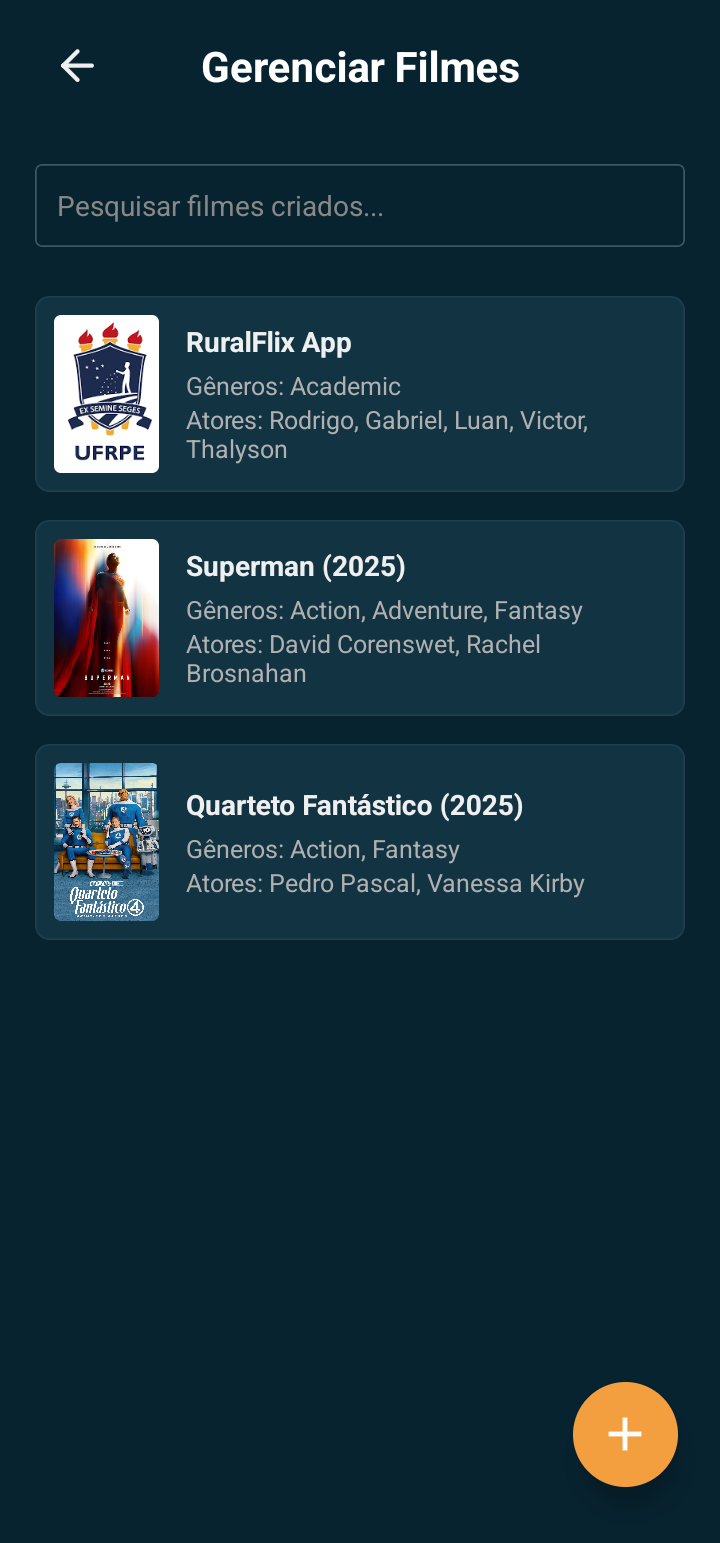 Gerenciar Filmes
Pesquisar filmes criados...
EX SEMINE SEGES
UFRPE
RuralFlix App
Gêneros: Academic
Atores: Rodrigo, Gabriel, Luan, Victor,
Thalyson
SUPERMAN
Superman (2025)
Gêneros: Action, Adventure, Fantasy
Atores: David Corenswet, Rachel
Brosnahan
Quarteto
Fantástico 4
Quarteto Fantástico (2025)
Gêneros: Action, Fantasy
Atores: Pedro Pascal, Vanessa Kirby